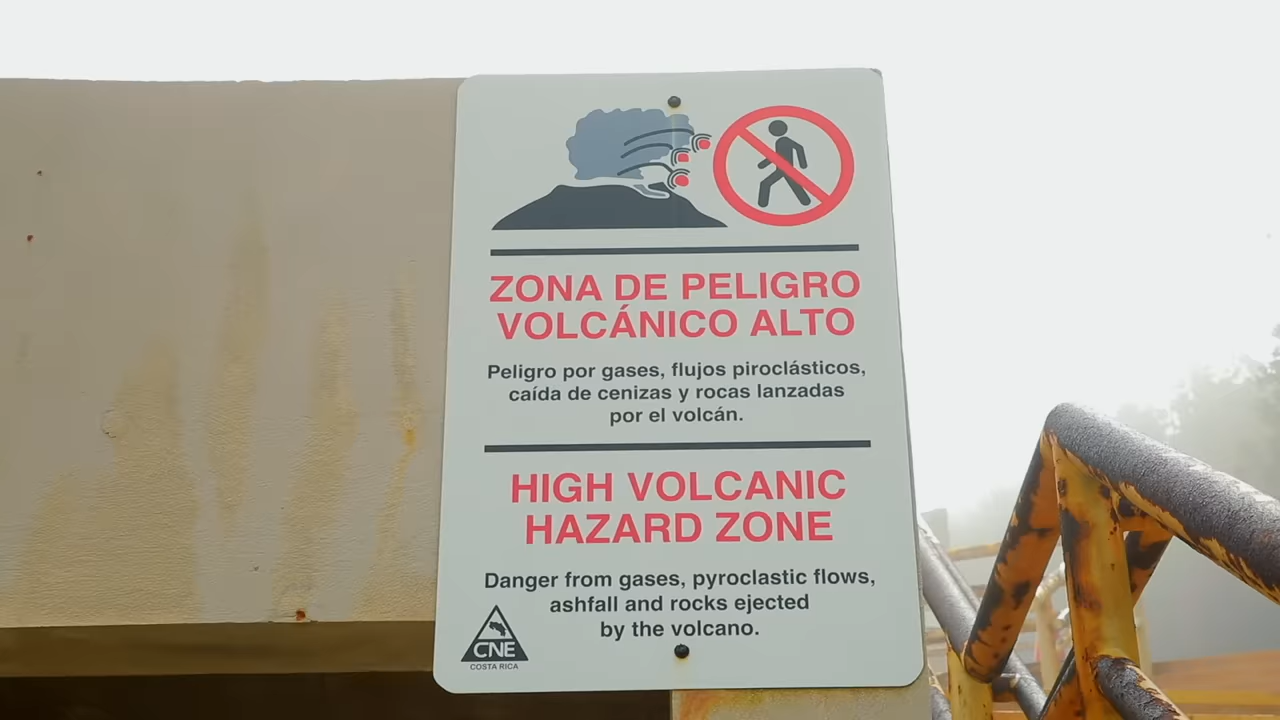 ZONA DE PELIGRO
VOLCÁNICO ALTO
Peligro por gases, flujos piroclásticos,
caída de cenizas y rocas lanzadas
por el volcán.
HIGH VOLCANIC
HAZARD ZONE
Danger from gases, pyroclastic flows,
ashfall and rocks ejected
by the volcano.
CNE
COSTA RICA